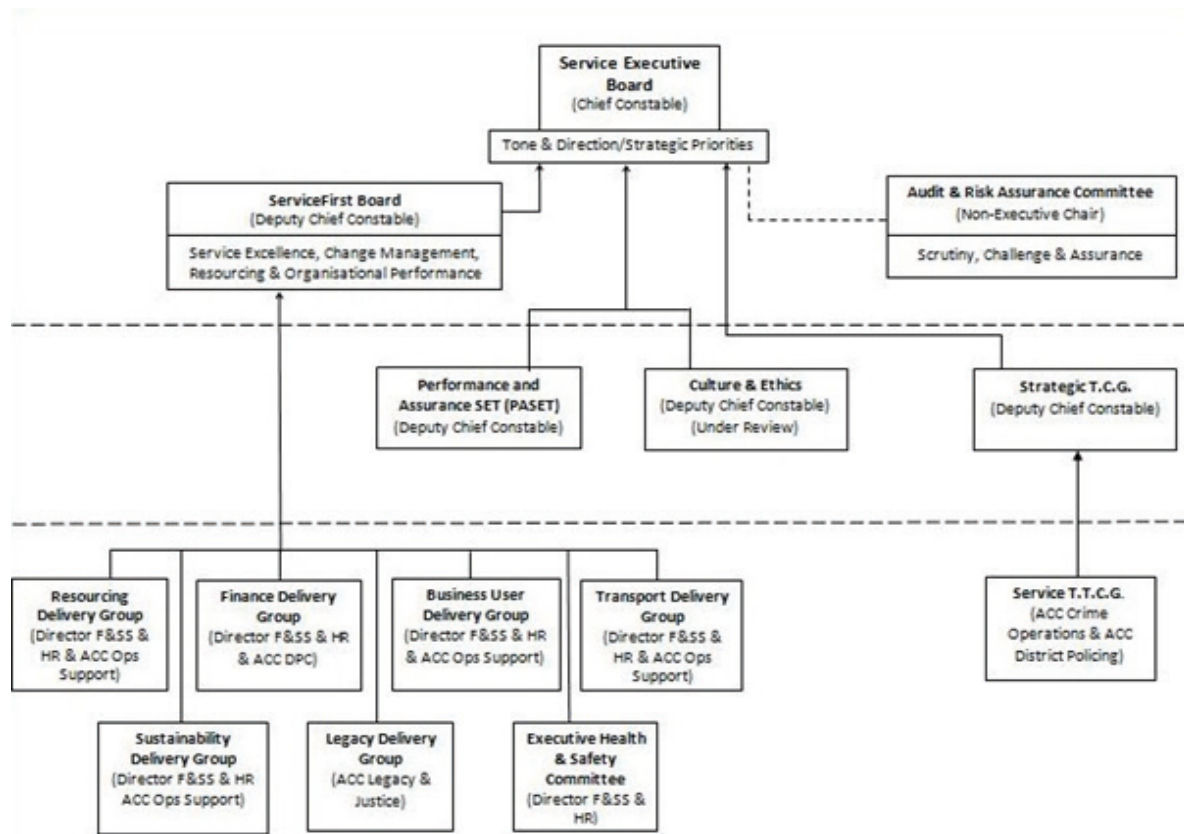 Service Executive
Board
(Chief Constable)
Tone & Direction/Strategic Priorities
ServiceFirst Board
(Deputy Chief Constable)
Service Excellence, Change Management,
Resourcing & Organisational Performance
Audit & Risk Assurance Committee
(Non-Executive Chair)
Scrutiny, Challenge & Assurance
Performance and
Assurance SET (PASET)
(Deputy Chief Constable)
Culture & Ethics
(Deputy Chief Constable)
(Under Review)
Strategic T.C.G.
(Deputy Chief Constable)
Resourcing
Delivery Group
(Director F&SS &
HR & ACC Ops
Support)
Finance Delivery
Group
(Director F&SS & HR
& ACC DPC)
Business User
Delivery Group
(Director F&SS & HR
& ACC Ops Support)
Transport Delivery
Group
(Director F&SS &
HR & ACC Ops
Support)
Service T.T.C.G.
(ACC Crime
Operations & ACC
District Policing)
Sustainability
Delivery Group
(Director F&SS & HR
ACC Ops Support)
Legacy Delivery
Group
(ACC Legacy &
Justice)
Executive Health
& Safety
Committee
(Director F&SS &
HR)